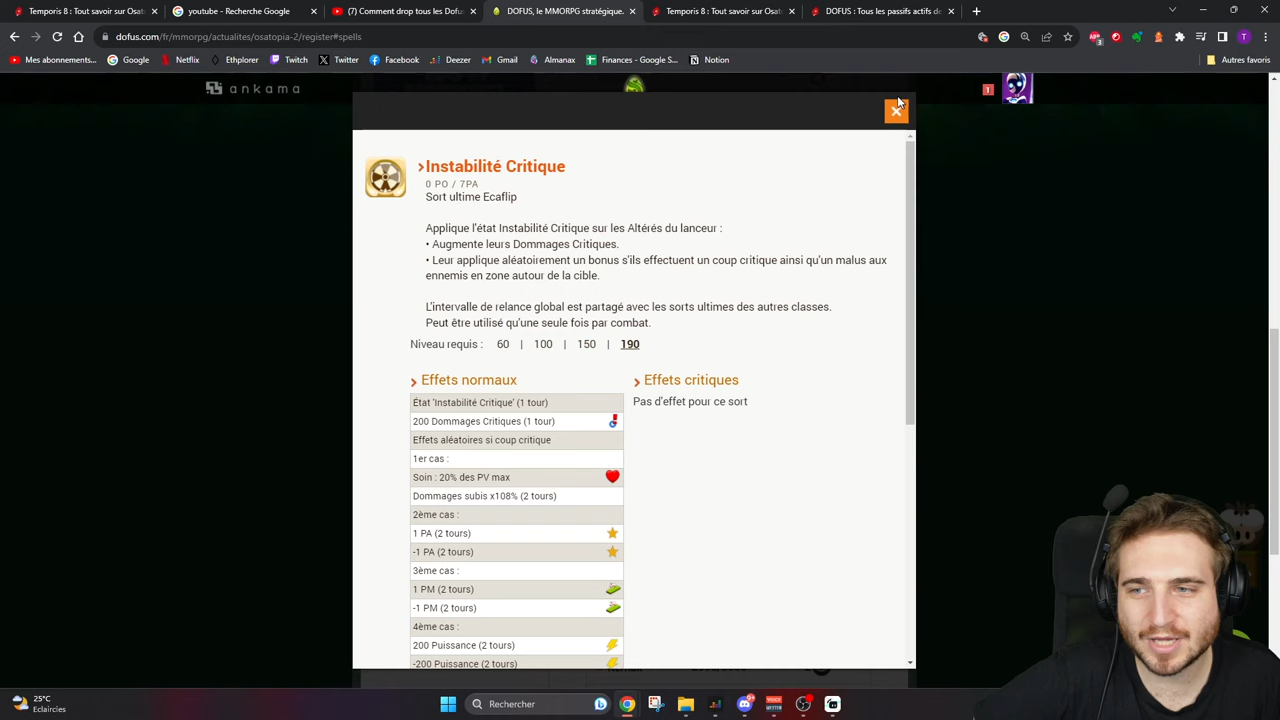 Temporis 8 : Tout savoir sur Osato
youtube - Recherche Google
(7) Comment drop tous les Dofus
DOFUS, le MMORPG stratégique.
Temporis 8 : Tout savoir sur Osato
DOFUS : Tous les passifs actifs de
dofus.com/fr/mmorpg/actualites/osatopia-2/register#spells
Mes abonnements...
Google
Netflix
Ethplorer
Twitch
Twitter
Facebook
Deezer
Gmail
Almanax
Finances - Google S...
Notion
Autres favoris
ankama
1
Instabilité Critique
0 PO / 7PA
Sort ultime Ecaflip
Applique l'état Instabilité Critique sur les Altérés du lanceur :
• Augmente leurs Dommages Critiques.
• Leur applique aléatoirement un bonus s'ils effectuent un coup critique ainsi qu'un malus aux
ennemis en zone autour de la cible.
L'intervalle de relance global est partagé avec les sorts ultimes des autres classes.
Peut être utilisé qu'une seule fois par combat.
Niveau requis : 60 | 100 | 150 | 190
Effets normaux
Effets critiques
État 'Instabilité Critique' (1 tour)
Pas d'effet pour ce sort
200 Dommages Critiques (1 tour)
Effets aléatoires si coup critique
1er cas :
Soin : 20% des PV max
Dommages subis x108% (2 tours)
2ème cas :
1 PA (2 tours)
-1 PA (2 tours)
3ème cas :
1 PM (2 tours)
-1 PM (2 tours)
4ème cas :
200 Puissance (2 tours)
-200 Puissance (2 tours)
25°C
Eclaircies
Rechercher